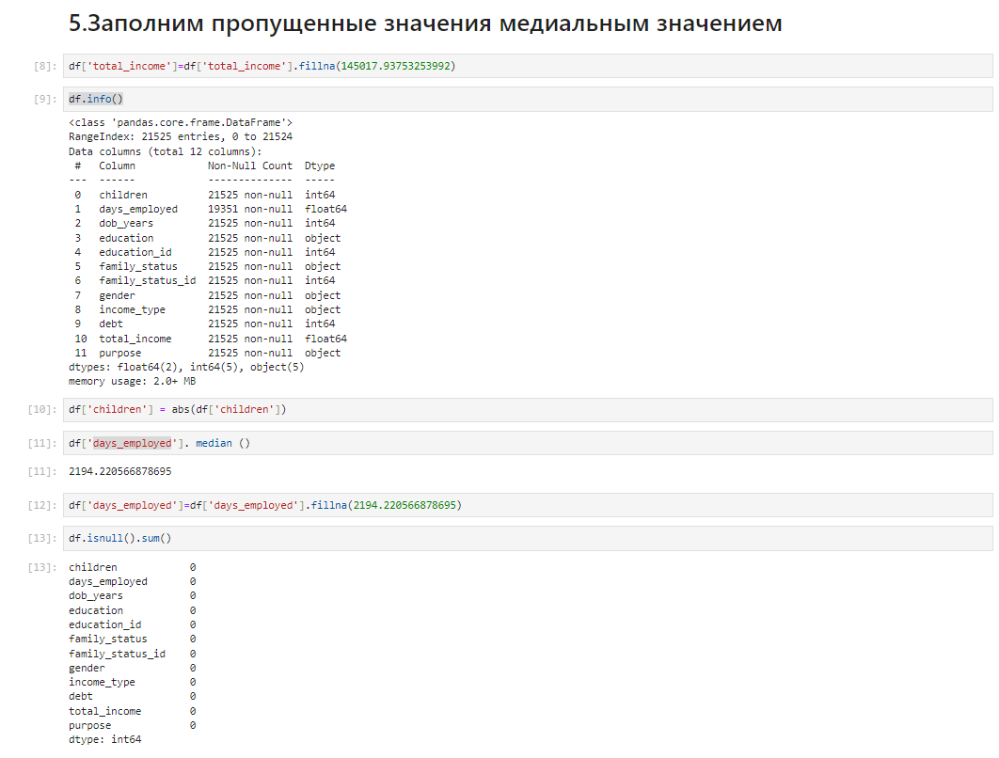 5.Заполним пропущенные значения медиальным значением
[8]: df['total_income']=df['total_income'].fillna(145017.93753253992)
[9]: df.info()
<class 'pandas.core.frame.DataFrame'>
RangeIndex: 21525 entries, 0 to 21524
Data columns (total 12 columns):
 #   Column            Non-Null Count  Dtype
---  ------            --------------  -----
 0   children          21525 non-null  int64
 1   days_employed     19351 non-null  float64
 2   dob_years         21525 non-null  int64
 3   education         21525 non-null  object
 4   education_id      21525 non-null  int64
 5   family_status     21525 non-null  object
 6   family_status_id  21525 non-null  int64
 7   gender            21525 non-null  object
 8   income_type       21525 non-null  object
 9   debt              21525 non-null  int64
 10  total_income      21525 non-null  float64
 11  purpose           21525 non-null  object
dtypes: float64(2), int64(5), object(5)
memory usage: 2.0+ MB
[10]: df['children'] = abs(df['children'])
[11]: df['days_employed']. median ()
[11]: 2194.220566878695
[12]: df['days_employed']=df['days_employed'].fillna(2194.220566878695)
[13]: df.isnull().sum()
[13]: children            0
days_employed       0
dob_years           0
education           0
education_id        0
family_status       0
family_status_id    0
gender              0
income_type         0
debt                0
total_income        0
purpose             0
dtype: int64